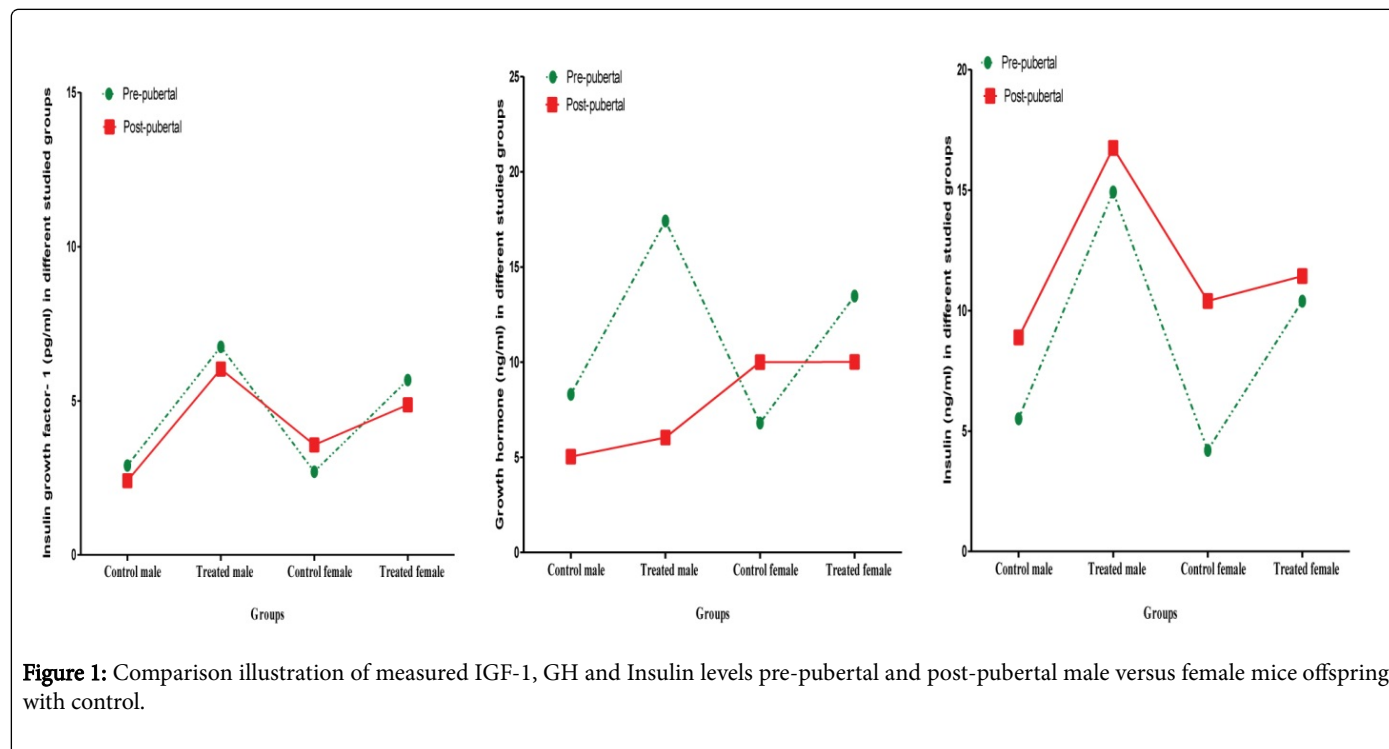 Pre-pubertal
Post-pubertal
Insulin growth factor- 1 (pg/ml) in different studied groups
15
10
5
0
Control male
Treated male
Control female
Treated female
Groups
Pre-pubertal
Post-pubertal
Growth hormone (ng/ml) in different studied groups
25
20
15
10
5
0
Control male
Treated male
Control female
Treated female
Groups
Pre-pubertal
Post-pubertal
Insulin (ng/ml) in different studied groups
20
15
10
5
0
Control male
Treated male
Control female
Treated female
Groups
Figure 1: Comparison illustration of measured IGF-1, GH and Insulin levels pre-pubertal and post-pubertal male versus female mice offspring
with control.